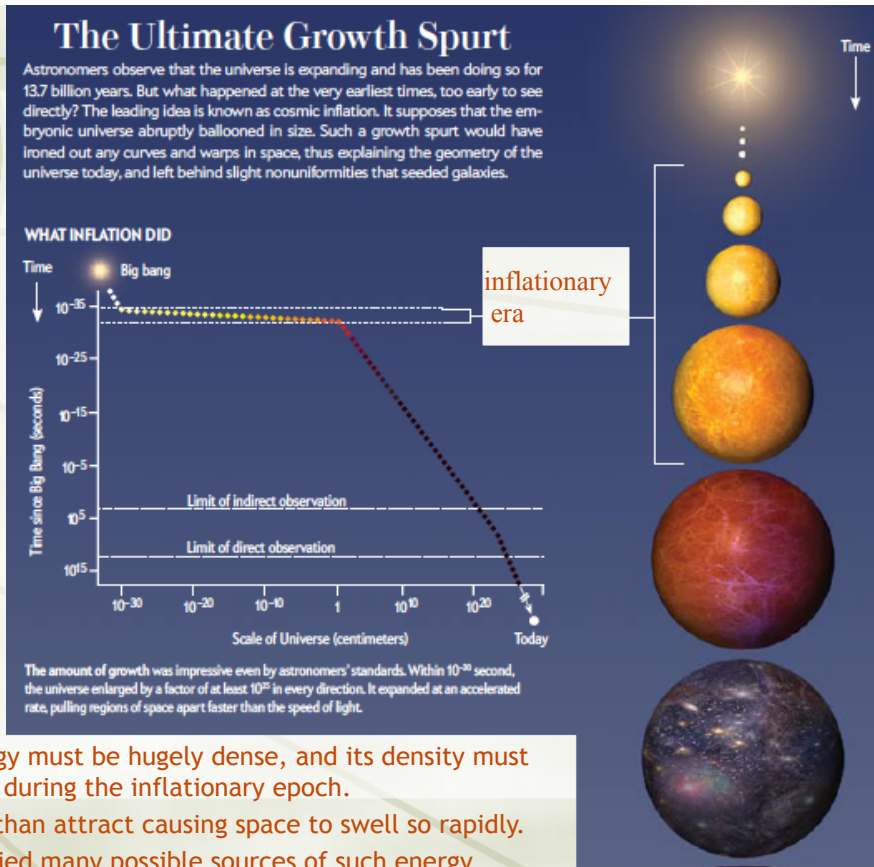 The Ultimate Growth Spurt
Astronomers observe that the universe is expanding and has been doing so for
13.7 billion years. But what happened at the very earliest times, too early to see
directly? The leading idea is known as cosmic inflation. It supposes that the em-
bryonic universe abruptly ballooned in size. Such a growth spurt would have
ironed out any curves and warps in space, thus explaining the geometry of the
universe today, and left behind slight nonuniformities that seeded galaxies.
Time
WHAT INFLATION DID
Time
Big bang
inflationary
era
10⁻³⁵
10⁻²⁵
10⁻¹⁵
10⁻⁵
10⁵
10¹⁵
Time since Big Bang (seconds)
Limit of indirect observation
Limit of direct observation
10⁻³⁰
10⁻²⁰
10⁻¹⁰
1
10¹⁰
10²⁰
Scale of Universe (centimeters)
Today
The amount of growth was impressive even by astronomers' standards. Within 10⁻³⁰ second,
the universe enlarged by a factor of at least 10²⁵ in every direction. It expanded at an accelerated
rate, pulling regions of space apart faster than the speed of light.
gy must be hugely dense, and its density must
during the inflationary epoch.
than attract causing space to swell so rapidly.
ied many possible sources of such energy